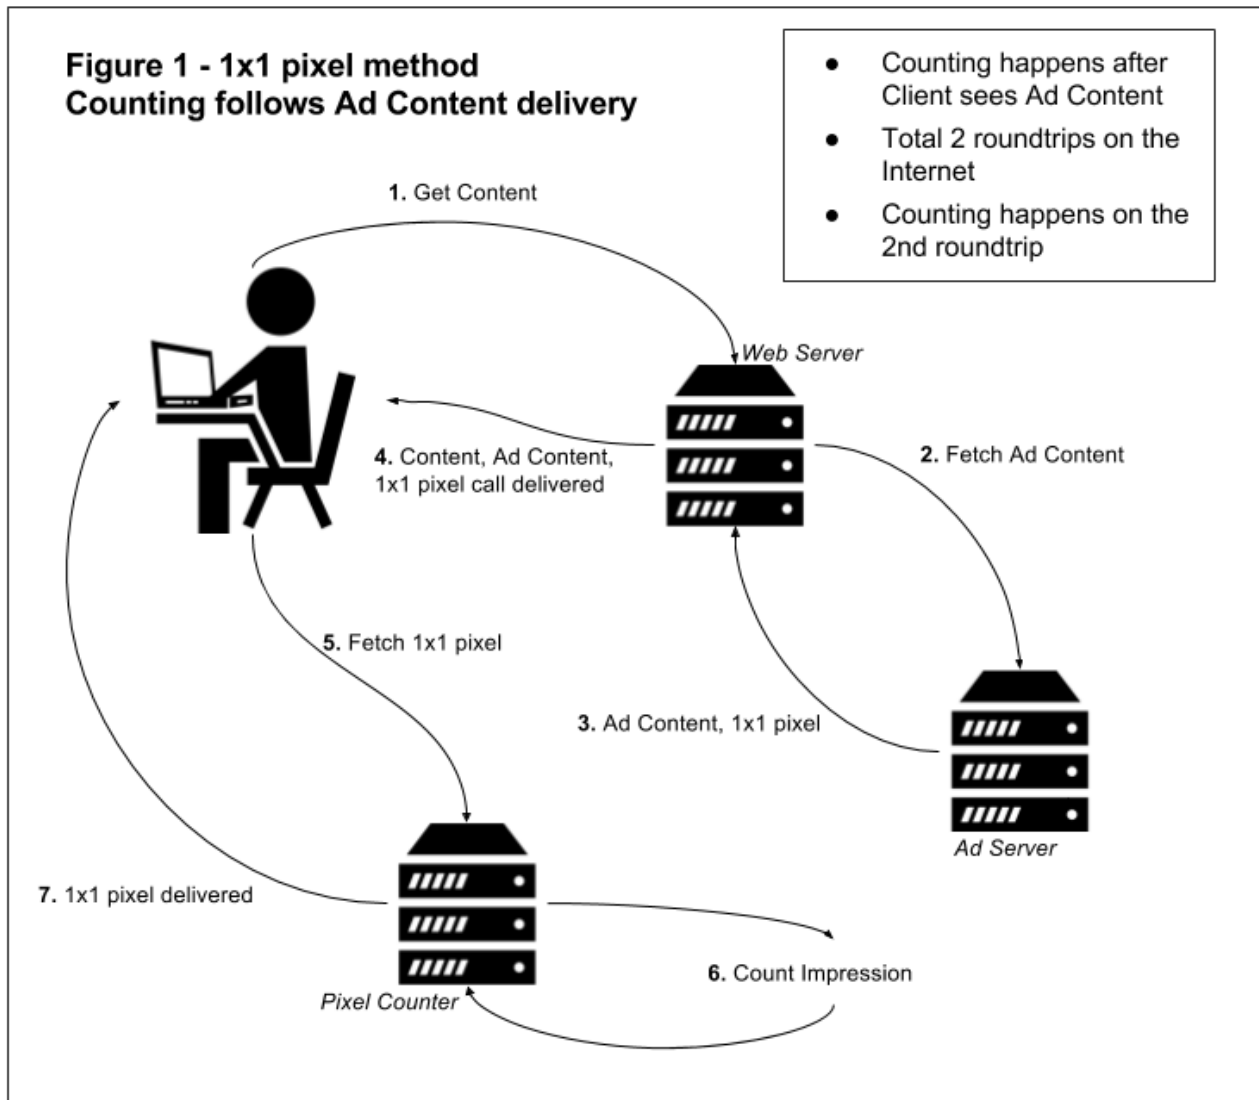 Figure 1 - 1x1 pixel method
Counting follows Ad Content delivery
● Counting happens after
Client sees Ad Content
● Total 2 roundtrips on the
Internet
● Counting happens on the
2nd roundtrip
1. Get Content
Web Server
2. Fetch Ad Content
4. Content, Ad Content,
1x1 pixel call delivered
5. Fetch 1x1 pixel
3. Ad Content, 1x1 pixel
Ad Server
7. 1x1 pixel delivered
6. Count Impression
Pixel Counter